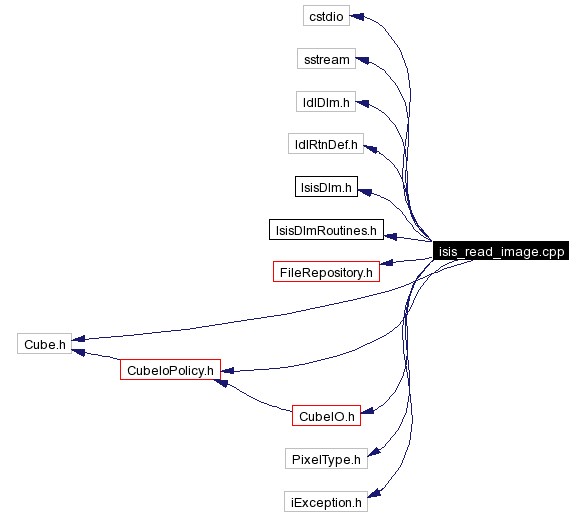 cstdio
sstream
IdlDlm.h
IdlRtnDef.h
IsisDlm.h
IsisDlmRoutines.h
isis_read_image.cpp
FileRepository.h
Cube.h
CubeIoPolicy.h
CubeIO.h
PixelType.h
iException.h